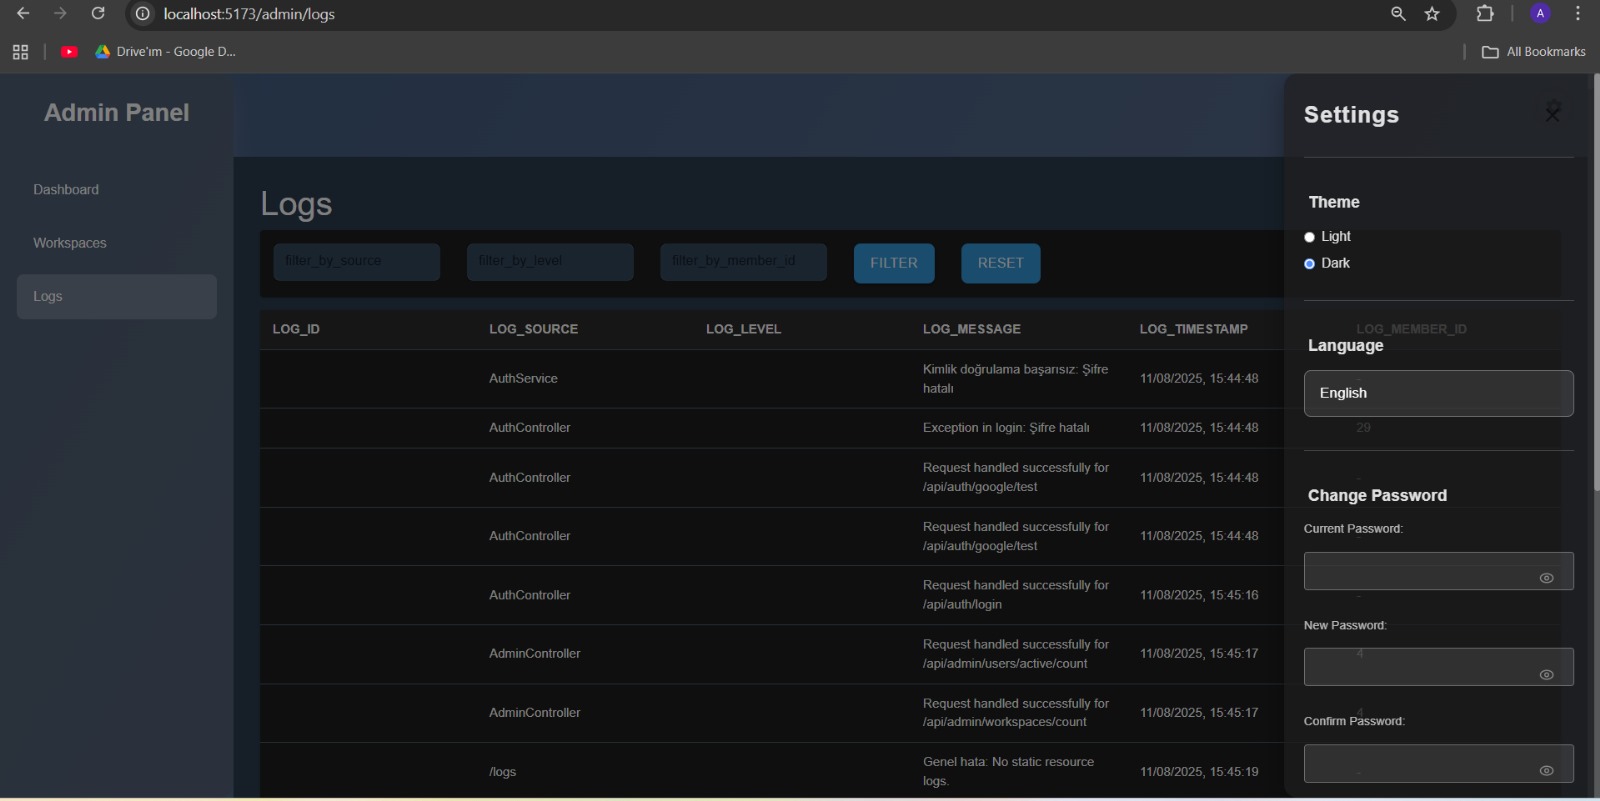 localhost:5173/admin/logs
A
Drive'ım - Google D...
All Bookmarks
Admin Panel
Dashboard
Workspaces
Logs
Logs
filter_by_source
filter_by_level
filter_by_member_id
FILTER
RESET
LOG_ID LOG_SOURCE LOG_LEVEL LOG_MESSAGE LOG_TIMESTAMP LOG_MEMBER_ID
AuthService Kimlik doğrulama başarısız: Şifre
hatalı 11/08/2025, 15:44:48 -
AuthController Exception in login: Şifre hatalı 11/08/2025, 15:44:48 29
AuthController Request handled successfully for
/api/auth/google/test 11/08/2025, 15:44:48 -
AuthController Request handled successfully for
/api/auth/google/test 11/08/2025, 15:44:48 -
AuthController Request handled successfully for
/api/auth/login 11/08/2025, 15:45:16 -
AdminController Request handled successfully for
/api/admin/users/active/count 11/08/2025, 15:45:17 4
AdminController Request handled successfully for
/api/admin/workspaces/count 11/08/2025, 15:45:17 4
/logs Genel hata: No static resource
logs. 11/08/2025, 15:45:19 -
Settings
Theme
Light
Dark
Language
English
Change Password
Current Password:
New Password:
Confirm Password: